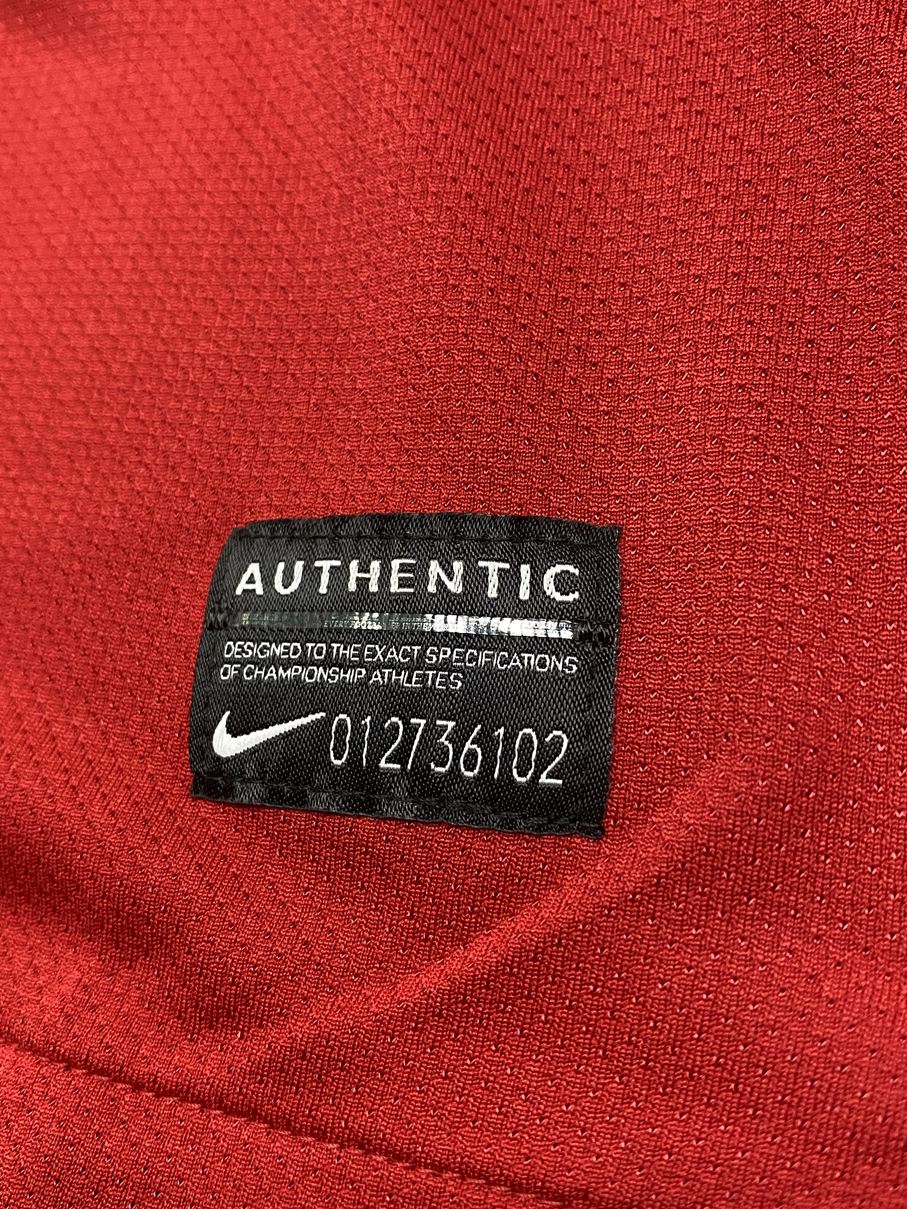 AUTHENTIC
DESIGNED TO THE EXACT SPECIFICATIONS
OF CHAMPIONSHIP ATHLETES
012736102